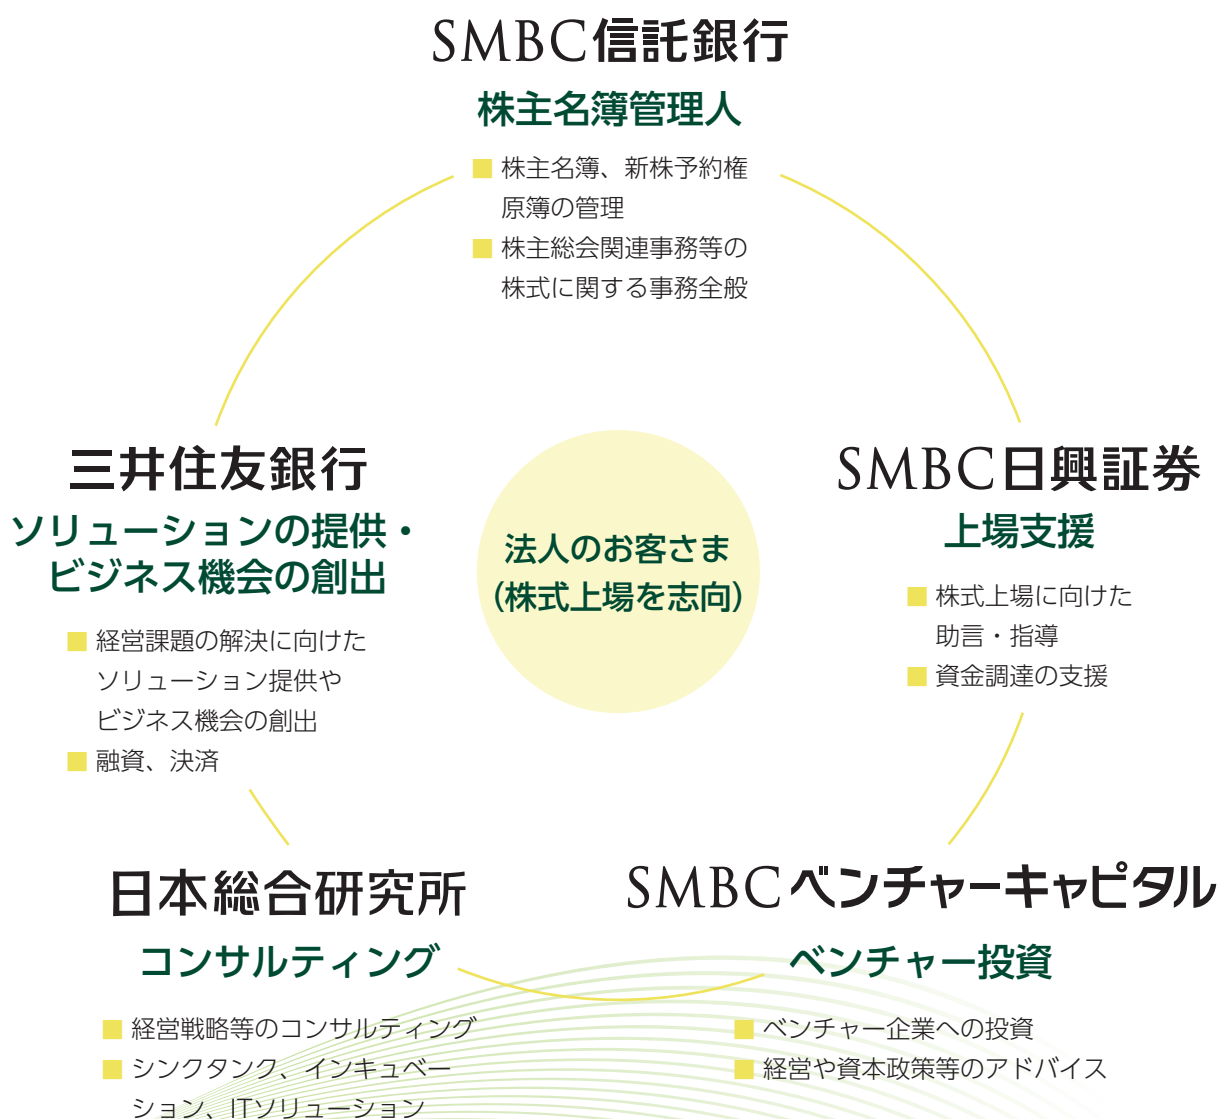 SMBC信託銀行
株主名簿管理人
■ 株主名簿、新株予約権
原簿の管理
■ 株主総会関連事務等の
株式に関する事務全般
三井住友銀行
ソリューションの提供・
ビジネス機会の創出
■ 経営課題の解決に向けた
ソリューション提供や
ビジネス機会の創出
■ 融資、決済
法人のお客さま
（株式上場を志向）
SMBC日興証券
上場支援
■ 株式上場に向けた
助言・指導
■ 資金調達の支援
日本総合研究所
コンサルティング
■ 経営戦略等のコンサルティング
■ シンクタンク、インキュベー
ション、ITソリューション
SMBCベンチャーキャピタル
ベンチャー投資
■ ベンチャー企業への投資
■ 経営や資本政策等のアドバイス